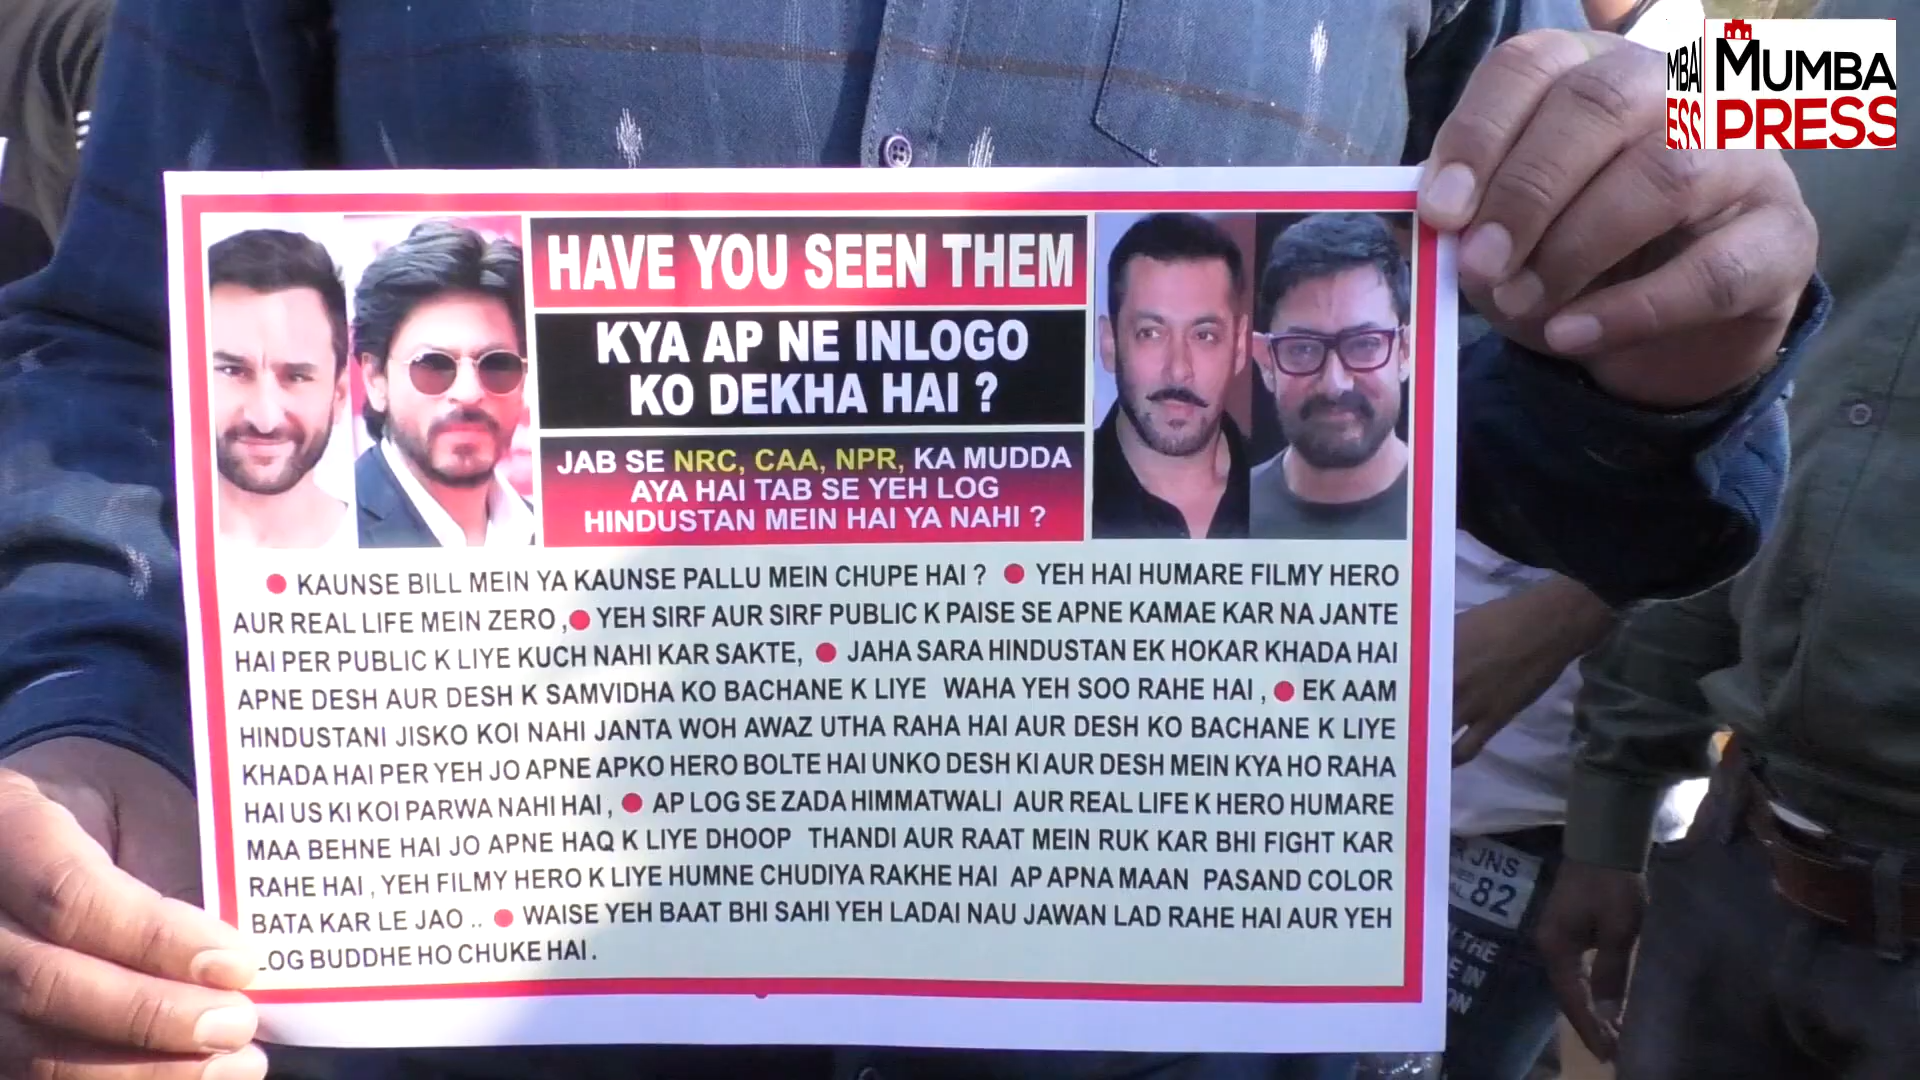 MUMBA
PRESS
MBAI
ESS
HAVE YOU SEEN THEM
KYA AP NE INLOGO
KO DEKHA HAI ?
JAB SE NRC, CAA, NPR, KA MUDDA
AYA HAI TAB SE YEH LOG
HINDUSTAN MEIN HAI YA NAHI ?
● KAUNSE BILL MEIN YA KAUNSE PALLU MEIN CHUPE HAI ? ● YEH HAI HUMARE FILMY HERO
AUR REAL LIFE MEIN ZERO ,● YEH SIRF AUR SIRF PUBLIC K PAISE SE APNE KAMAE KAR NA JANTE
HAI PER PUBLIC K LIYE KUCH NAHI KAR SAKTE, ● JAHA SARA HINDUSTAN EK HOKAR KHADA HAI
APNE DESH AUR DESH K SAMVIDHA KO BACHANE K LIYE WAHA YEH SOO RAHE HAI , ● EK AAM
HINDUSTANI JISKO KOI NAHI JANTA WOH AWAZ UTHA RAHA HAI AUR DESH KO BACHANE K LIYE
KHADA HAI PER YEH JO APNE APKO HERO BOLTE HAI UNKO DESH KI AUR DESH MEIN KYA HO RAHA
HAI US KI KOI PARWA NAHI HAI , ● AP LOG SE ZADA HIMMATWALI AUR REAL LIFE K HERO HUMARE
MAA BEHNE HAI JO APNE HAQ K LIYE DHOOP THANDI AUR RAAT MEIN RUK KAR BHI FIGHT KAR
RAHE HAI , YEH FILMY HERO K LIYE HUMNE CHUDIYA RAKHE HAI AP APNA MAAN PASAND COLOR
BATA KAR LE JAO .. ● WAISE YEH BAAT BHI SAHI YEH LADAI NAU JAWAN LAD RAHE HAI AUR YEH
LOG BUDDHE HO CHUKE HAI .
JNS
82
THE
IN